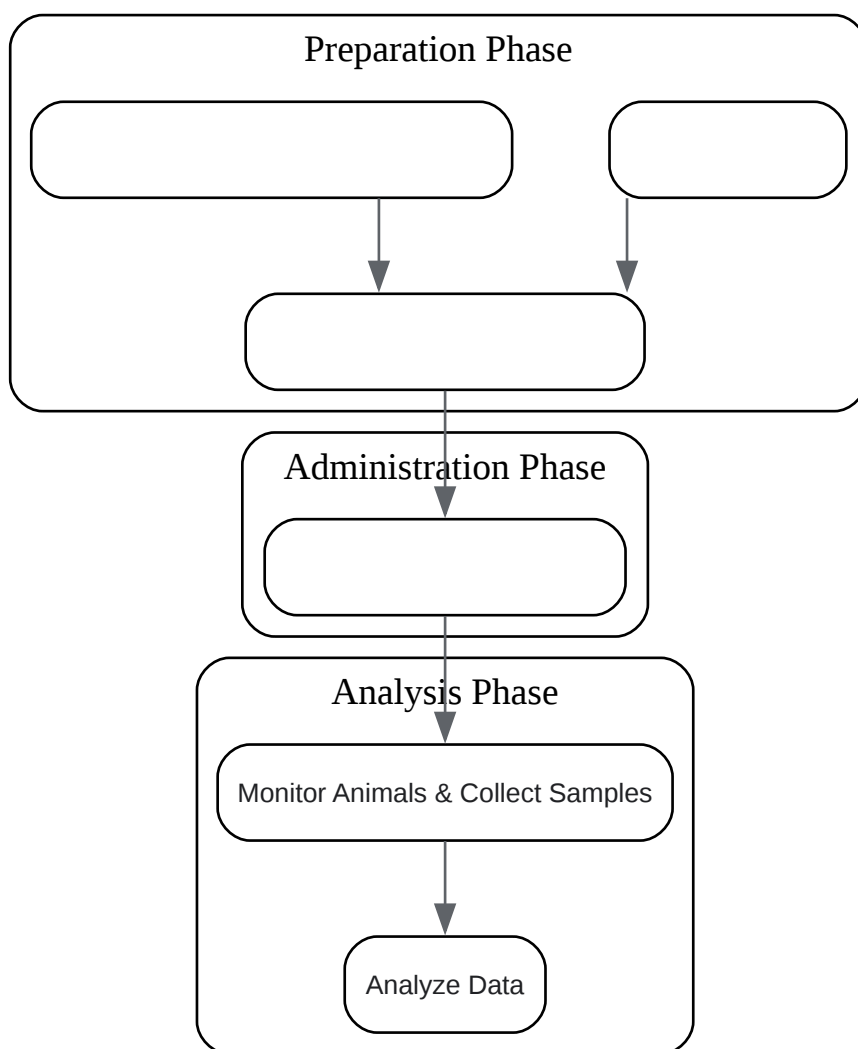 Preparation Phase
Administration Phase
Analysis Phase
Monitor Animals & Collect Samples
Analyze Data